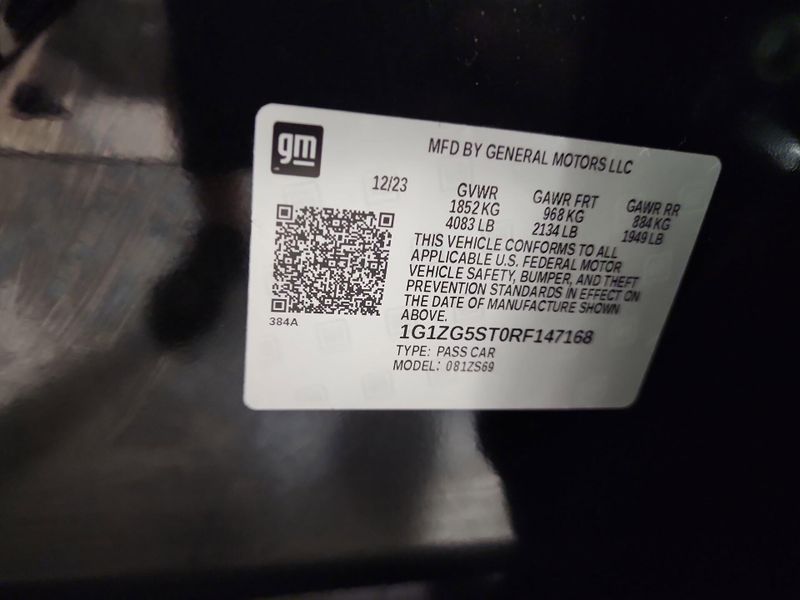 gm
MFD BY GENERAL MOTORS LLC
12/23
GVWR
1852 KG
4083 LB
GAWR FRT
968 KG
2134 LB
GAWR RR
884 KG
1949 LB
THIS VEHICLE CONFORMS TO ALL
APPLICABLE U.S. FEDERAL MOTOR
VEHICLE SAFETY, BUMPER, AND THEFT
PREVENTION STANDARDS IN EFFECT ON
THE DATE OF MANUFACTURE SHOWN
ABOVE.
384A
1G1ZG5ST0RF147168
TYPE: PASS CAR
MODEL: 081ZS69